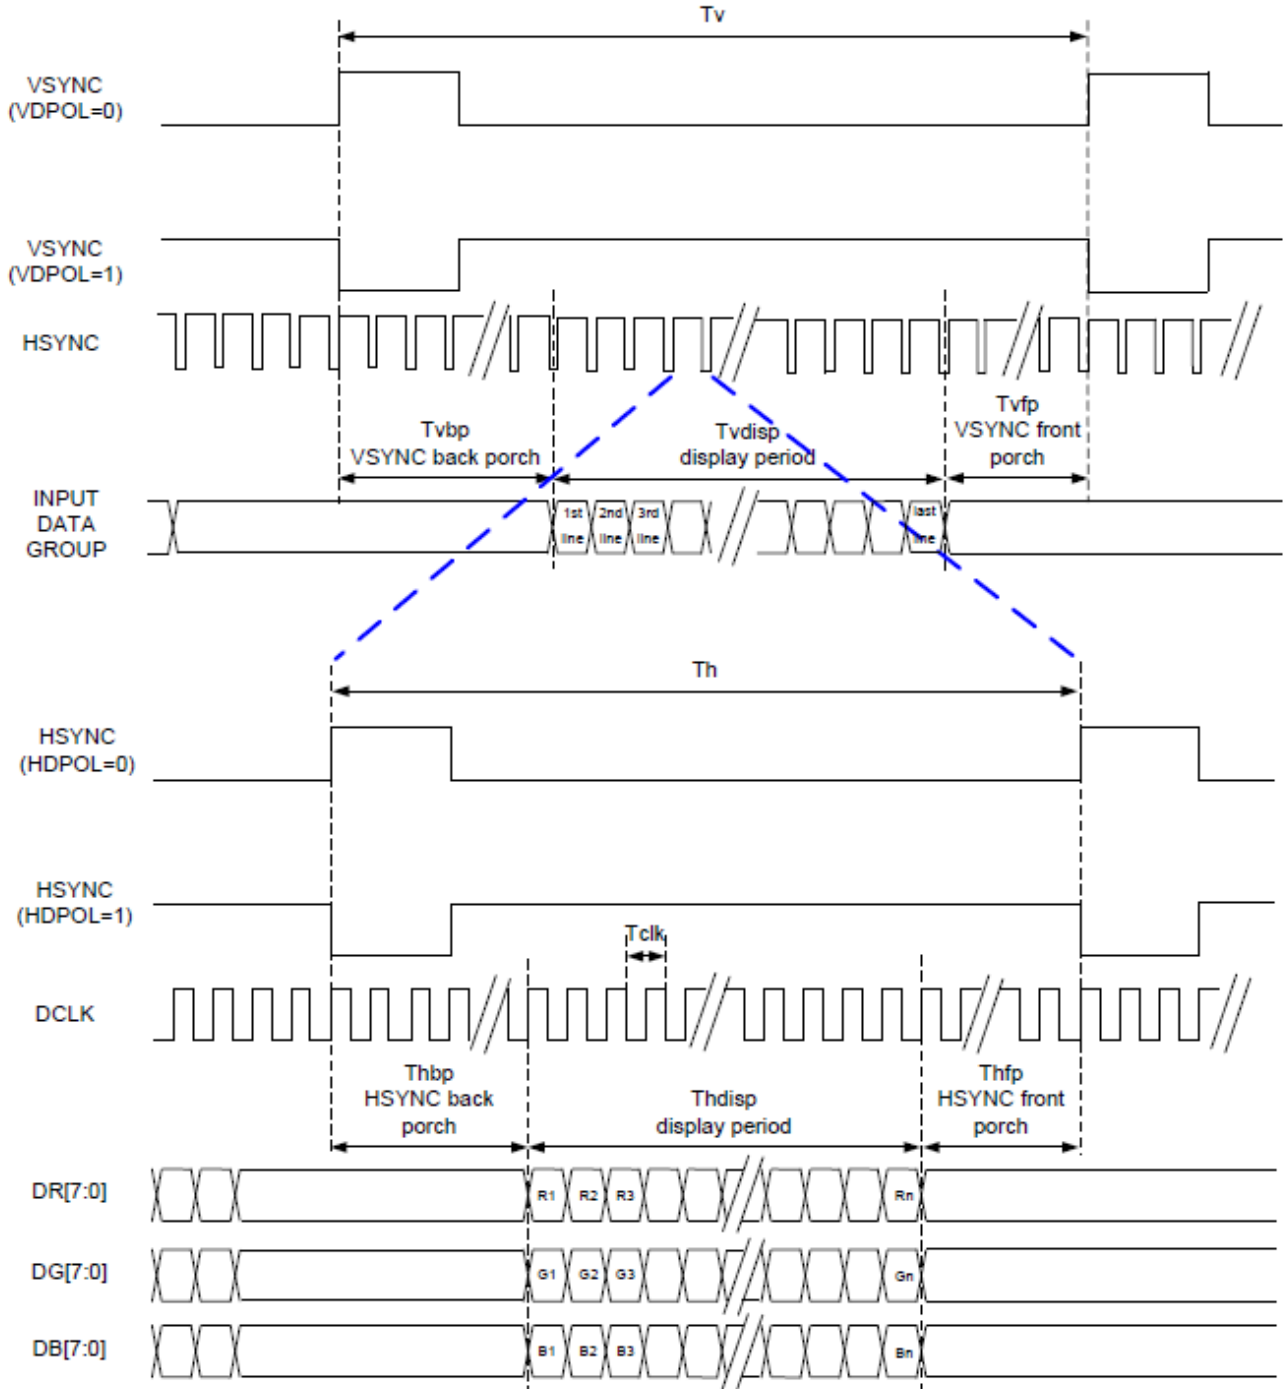 Tv
VSYNC
(VDPOL=0)
VSYNC
(VDPOL=1)
HSYNC
Tvbp
VSYNC back porch
Tvdisp
display period
Tvfp
VSYNC front
porch
INPUT
DATA
GROUP
1st
line
2nd
line
3rd
line
last
line
Th
HSYNC
(HDPOL=0)
HSYNC
(HDPOL=1)
Tclk
DCLK
Thbp
HSYNC back
porch
Thdisp
display period
Thfp
HSYNC front
porch
DR[7:0]
R1
R2
R3
Rn
DG[7:0]
G1
G2
G3
Gn
DB[7:0]
B1
B2
B3
Bn